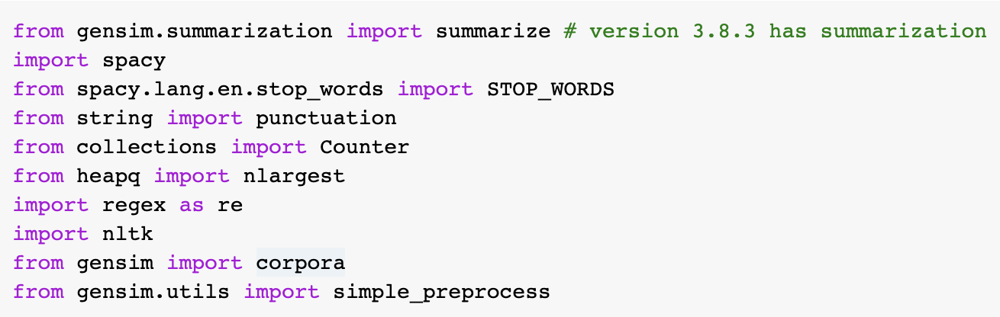 from gensim.summarization import summarize # version 3.8.3 has summarization
import spacy
from spacy.lang.en.stop_words import STOP_WORDS
from string import punctuation
from collections import Counter
from heapq import nlargest
import regex as re
import nltk
from gensim import corpora
from gensim.utils import simple_preprocess